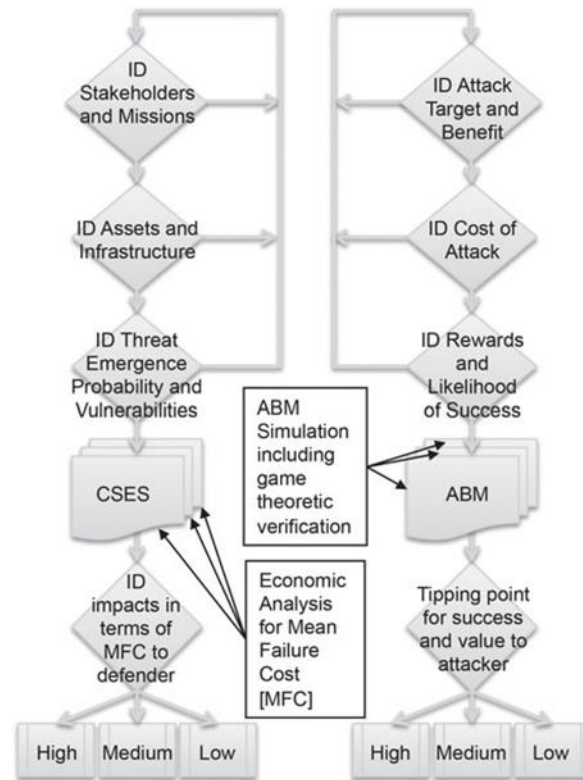 ID
Stakeholders
and Missions
ID Assets and
Infrastructure
ID Threat
Emergence
Probability and
Vulnerabilities
CSES
ID
impacts in
terms of
MFC to
defender
High
Medium
Low
ABM
Simulation
including
game
theoretic
verification
Economic
Analysis
for Mean
Failure
Cost
[MFC]
ID Attack
Target and
Benefit
ID Cost of
Attack
ID Rewards
and
Likelihood
of Success
ABM
Tipping point
for success
and value to
attacker
High
Medium
Low